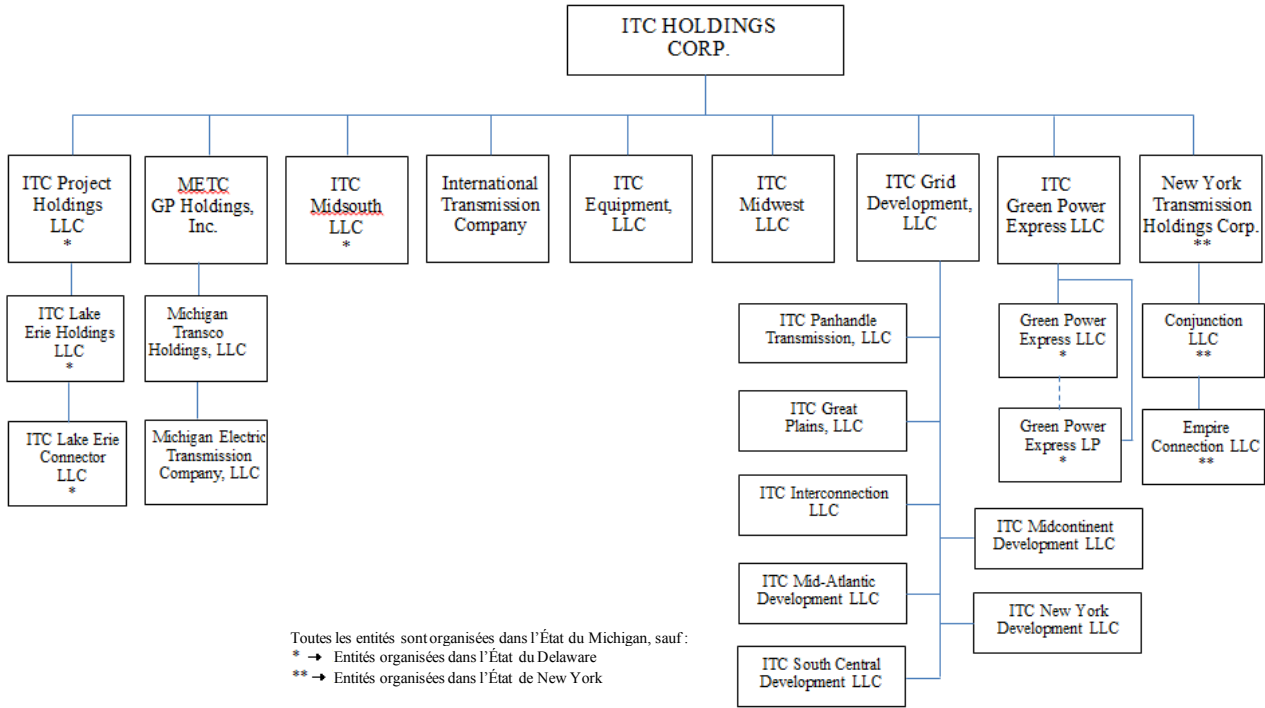 ITC HOLDINGS
CORP.
ITC Project
Holdings
LLC
*
METC
GP Holdings,
Inc.
ITC
Midsouth
LLC
*
International
Transmission
Company
ITC
Equipment,
LLC
ITC
Midwest
LLC
ITC Grid
Development,
LLC
ITC
Green Power
Express LLC
New York
Transmission
Holdings Corp.
**
ITC Lake
Erie Holdings
LLC
*
Michigan
Transco
Holdings, LLC
ITC Panhandle
Transmission, LLC
Green Power
Express LLC
*
Conjunction
LLC
**
ITC Lake Erie
Connector
LLC
*
Michigan Electric
Transmission
Company, LLC
ITC Great
Plains, LLC
Green Power
Express LP
*
Empire
Connection LLC
**
ITC Interconnection
LLC
ITC Midcontinent
Development LLC
ITC Mid-Atlantic
Development LLC
ITC New York
Development LLC
ITC South Central
Development LLC
Toutes les entités sont organisées dans l’État du Michigan, sauf :
* → Entités organisées dans l’État du Delaware
** → Entités organisées dans l’État de New York